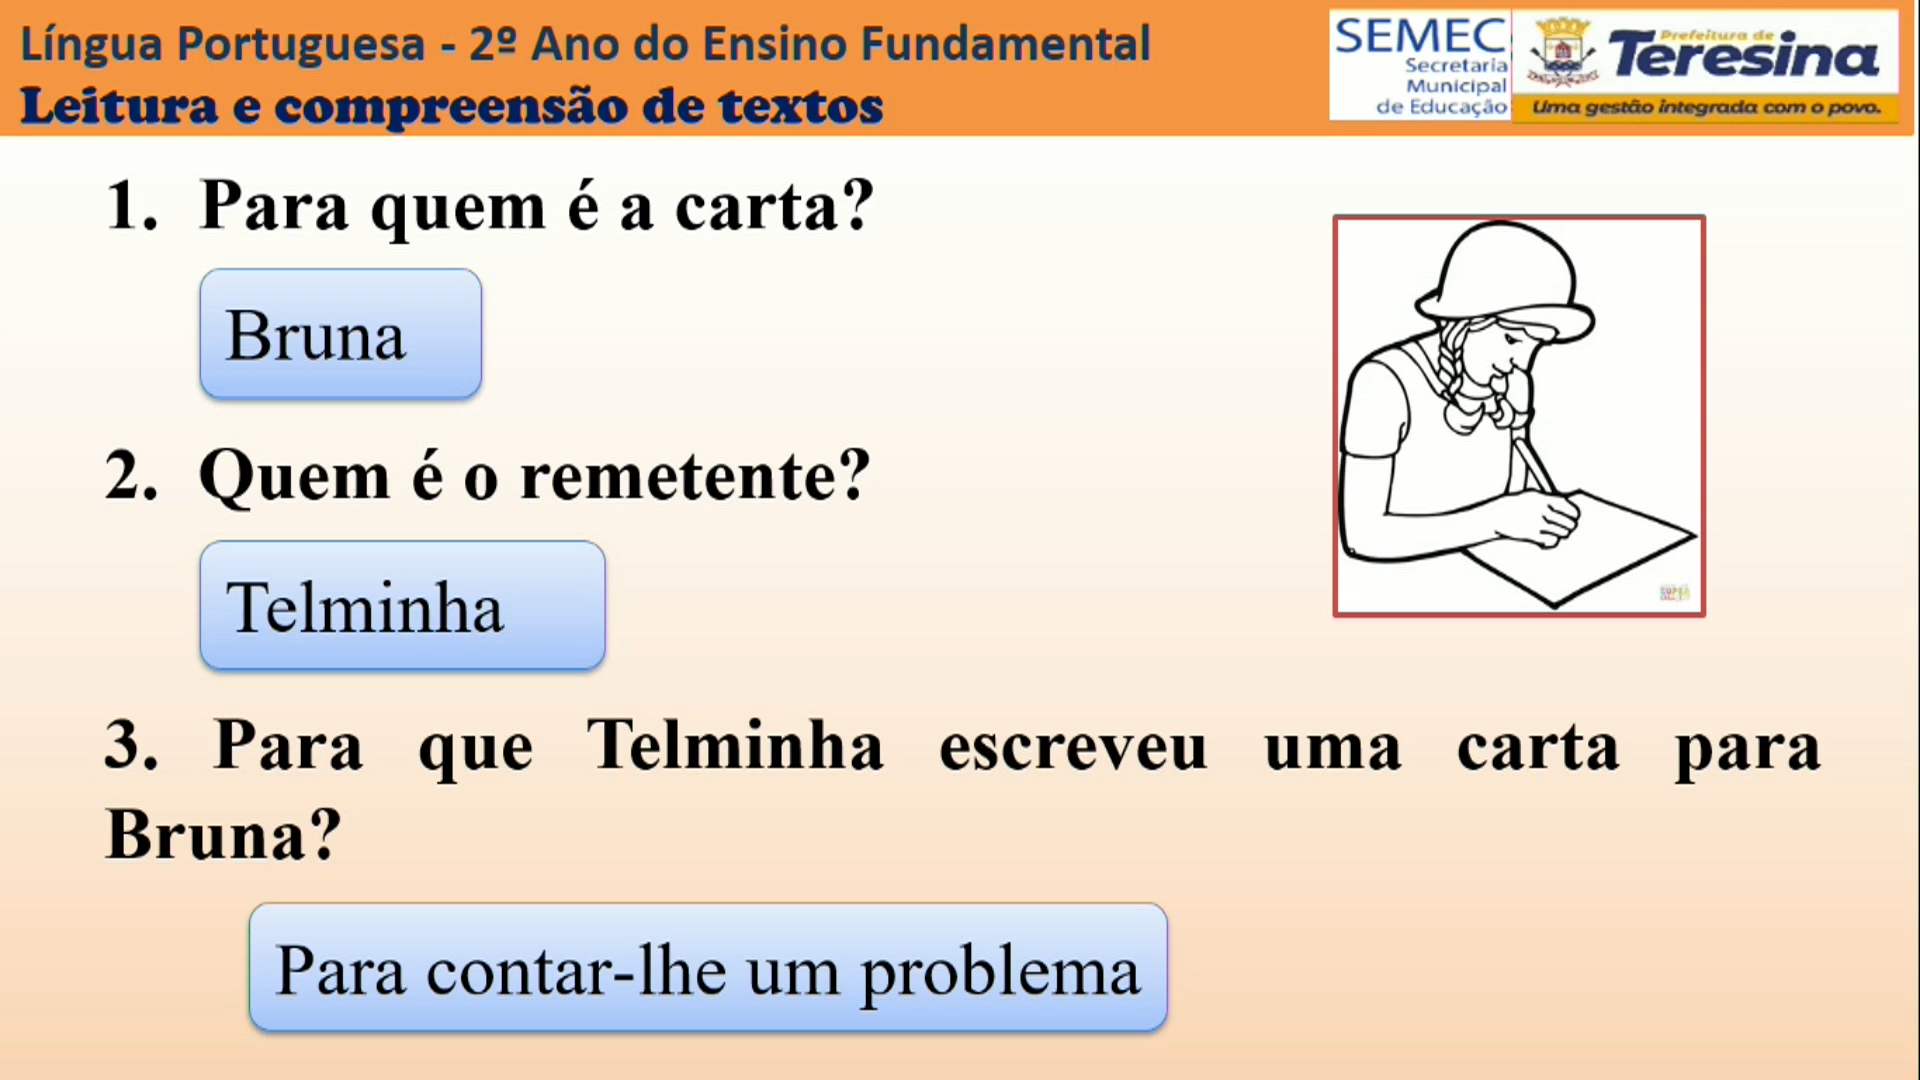 Língua Portuguesa - 2º Ano do Ensino Fundamental
Leitura e compreensão de textos
SEMEC
Secretaria
Municipal
de Educação
Prefeitura de
Teresina
Uma gestão integrada com o povo.
1. Para quem é a carta?
Bruna
2. Quem é o remetente?
Telminha
3. Para que Telminha escreveu uma carta para
Bruna?
Para contar-lhe um problema